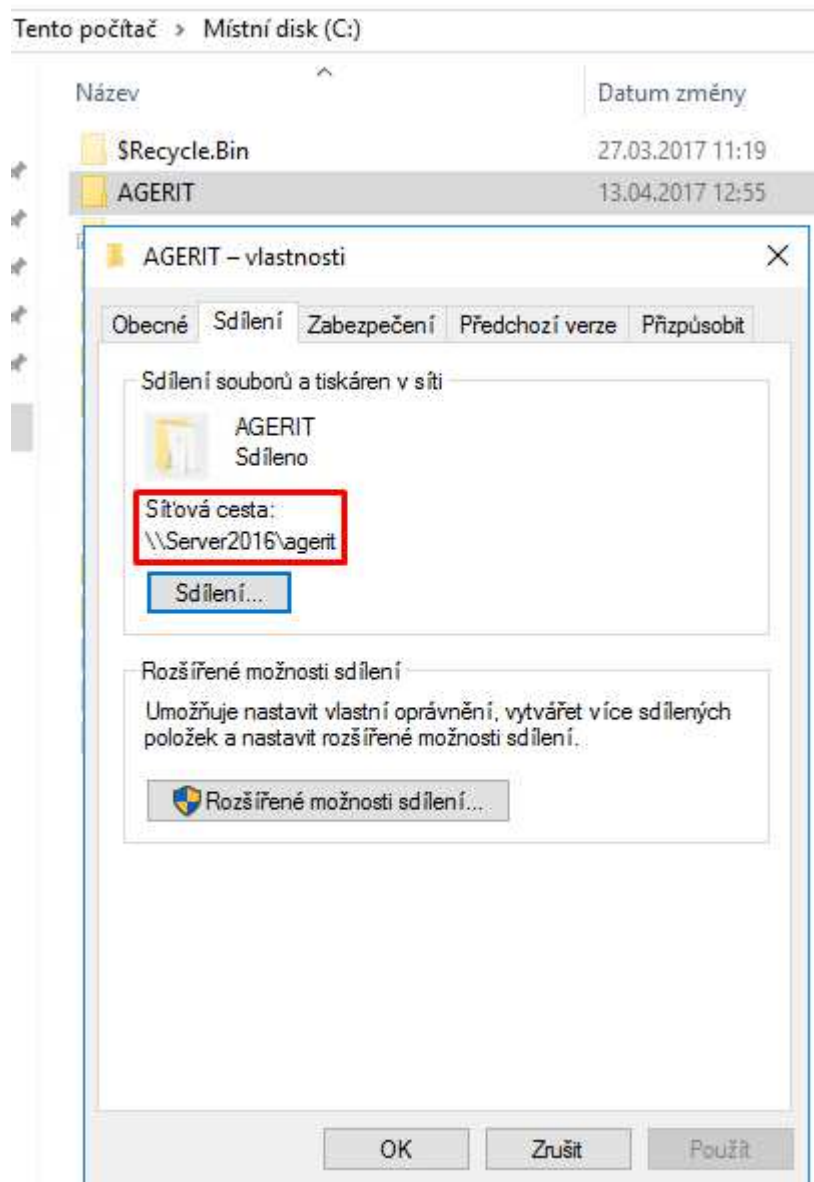 Tento počítač › Místní disk (C:)
Název Datum změny
$Recycle.Bin 27.03.2017 11:19
AGERIT 13.04.2017 12:55
AGERIT – vlastnosti
Obecné Sdílení Zabezpečení Předchozí verze Přizpůsobit
Sdílení souborů a tiskáren v síti
AGERIT
Sdíleno
Síťová cesta:
\\Server2016\agerit
Sdílení...
Rozšířené možnosti sdílení
Umožňuje nastavit vlastní oprávnění, vytvářet více sdílených
položek a nastavit rozšířené možnosti sdílení.
Rozšířené možnosti sdílení...
OK Zrušit Použít